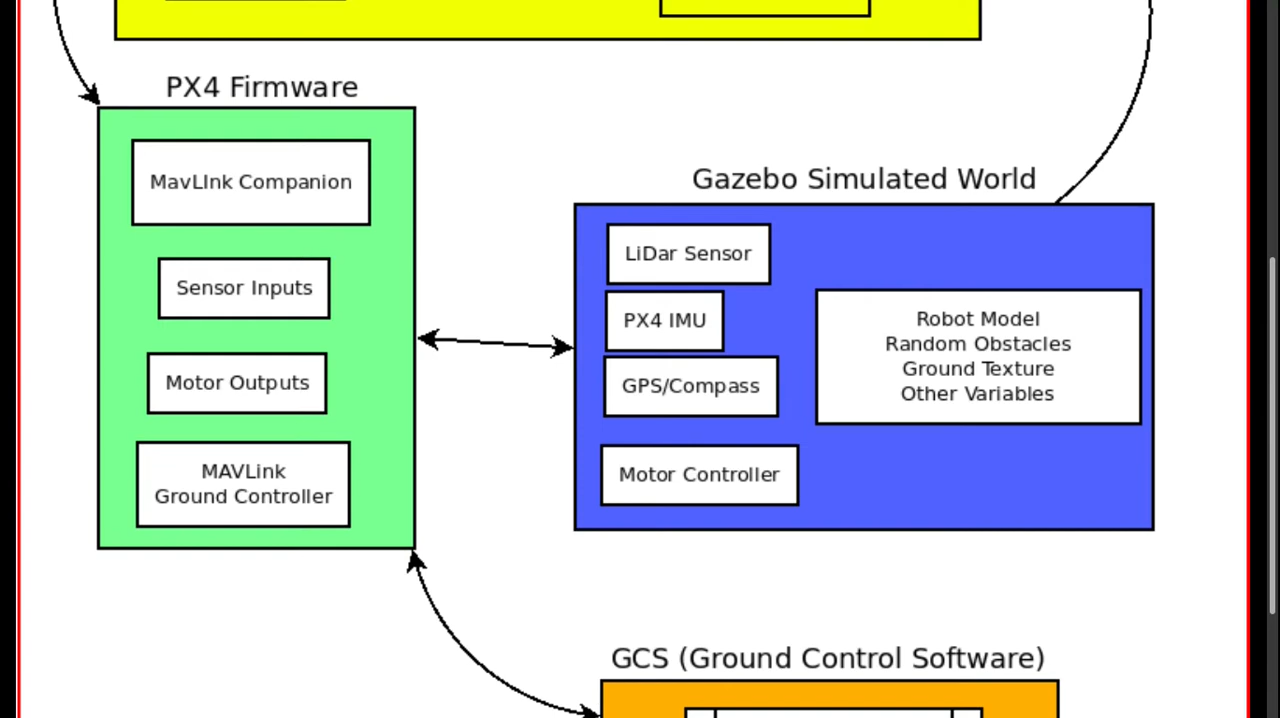 PX4 Firmware
MavLInk Companion
Sensor Inputs
Motor Outputs
MAVLink
Ground Controller
Gazebo Simulated World
LiDar Sensor
PX4 IMU
GPS/Compass
Motor Controller
Robot Model
Random Obstacles
Ground Texture
Other Variables
GCS (Ground Control Software)